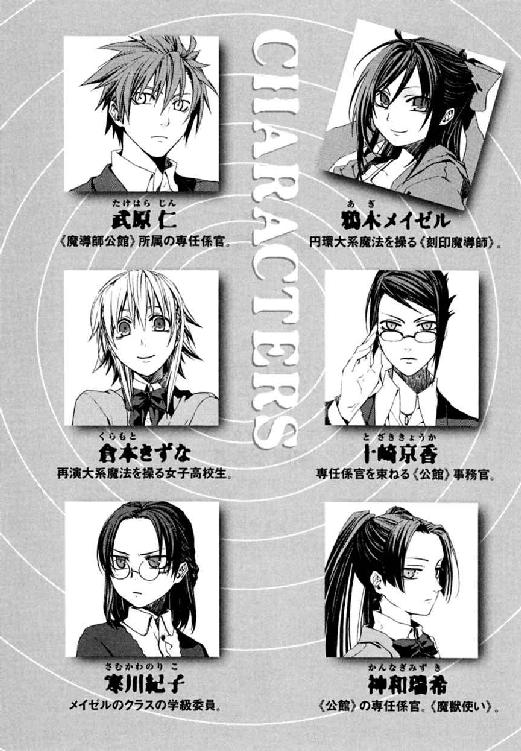 CHARACTERS
たけはら じん
武原 仁
《魔導師公館》所属の専任係官。
あ ぎ
鴉木メイゼル
円環大系魔法を操る《刻印魔導師》。
くらもと
倉本きずな
再演大系魔法を操る女子高校生。
と ざききょうか
十崎京香
専任係官を束ねる《公館》事務官。
さむかわのり こ
寒川紀子
メイゼルのクラスの学級委員。
かんなぎみず き
神和瑞希
《公館》の専任係官。《魔獣使い》。